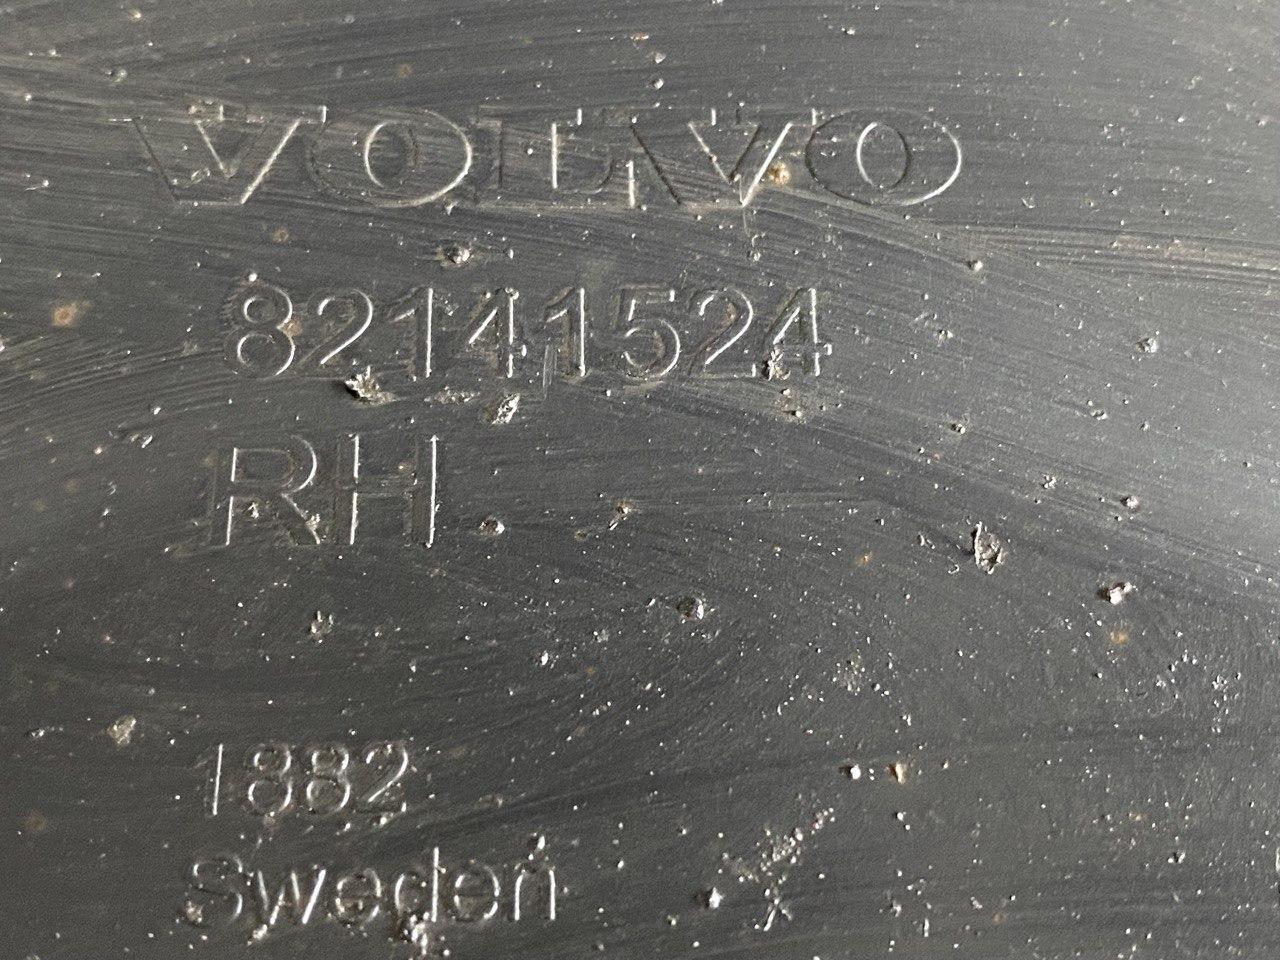 VOLVO
82141524
RH
1882
Sweden